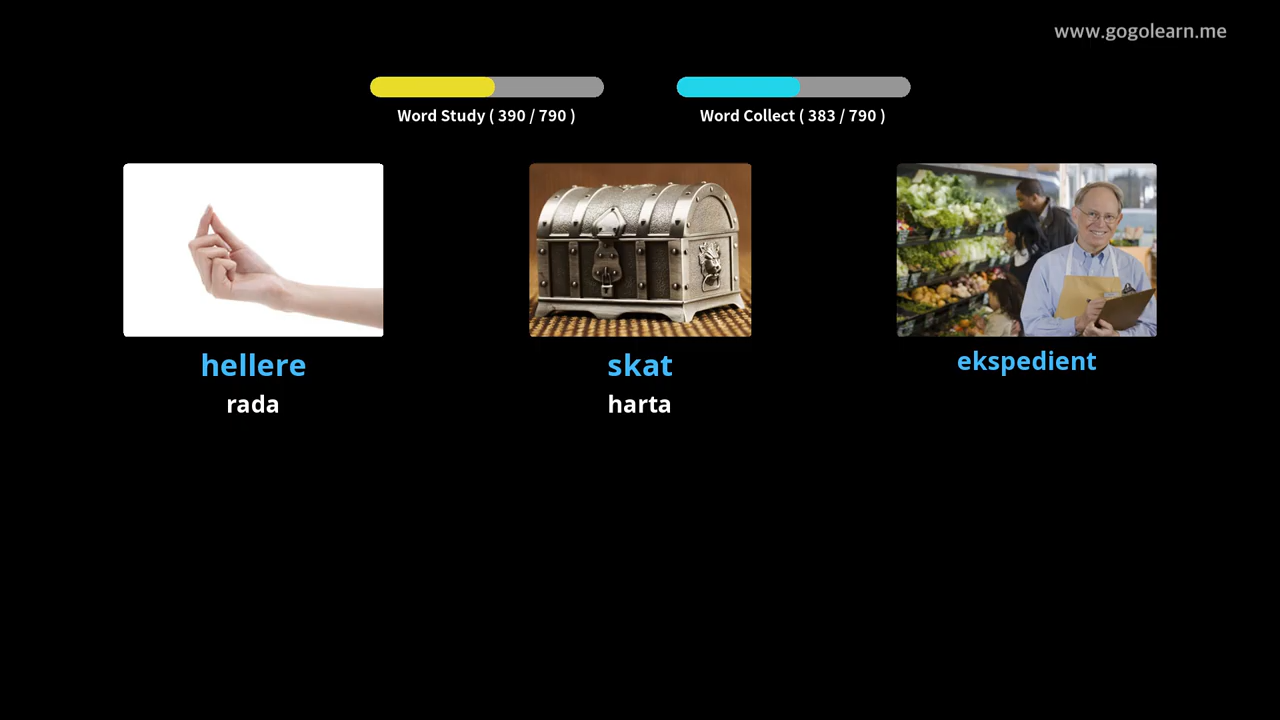 www.gogolearn.me
Word Study ( 390 / 790 )
Word Collect ( 383 / 790 )
hellere
rada
skat
harta
ekspedient